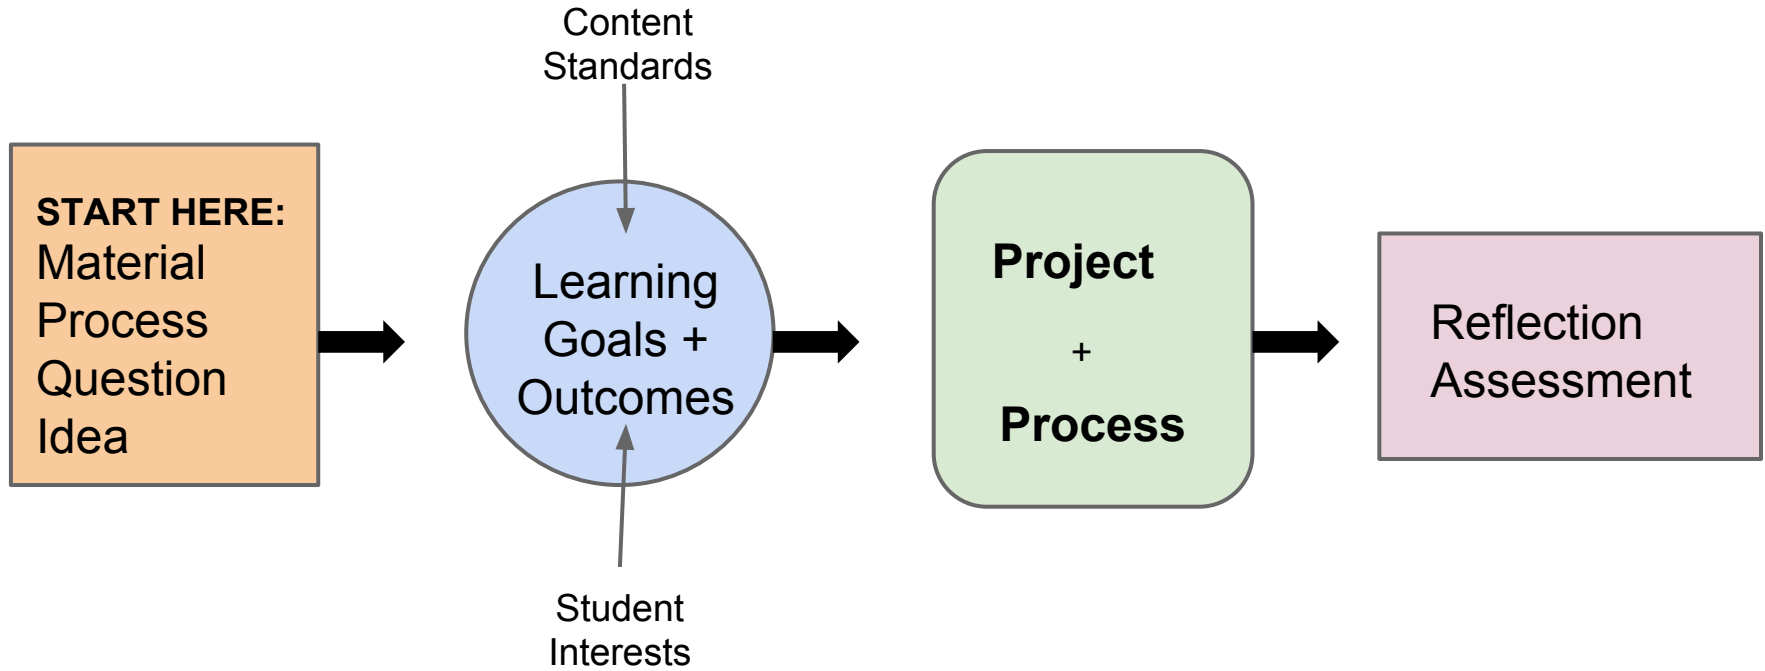 Content
Standards
START HERE:
Material
Process
Question
Idea
Learning
Goals +
Outcomes
Project
+
Process
Reflection
Assessment
Student
Interests